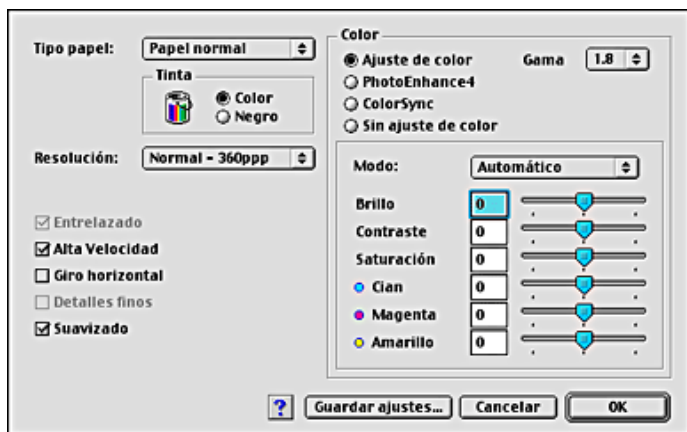 Tipo papel: Papel normal
Tinta
Color
Negro
Resolución: Normal - 360ppp
Entrelazado
Alta Velocidad
Giro horizontal
Detalles finos
Suavizado
Color
Ajuste de color Gama 1.8
PhotoEnhance4
ColorSync
Sin ajuste de color
Modo: Automático
Brillo 0
Contraste 0
Saturación 0
Cian 0
Magenta 0
Amarillo 0
? Guardar ajustes... Cancelar OK